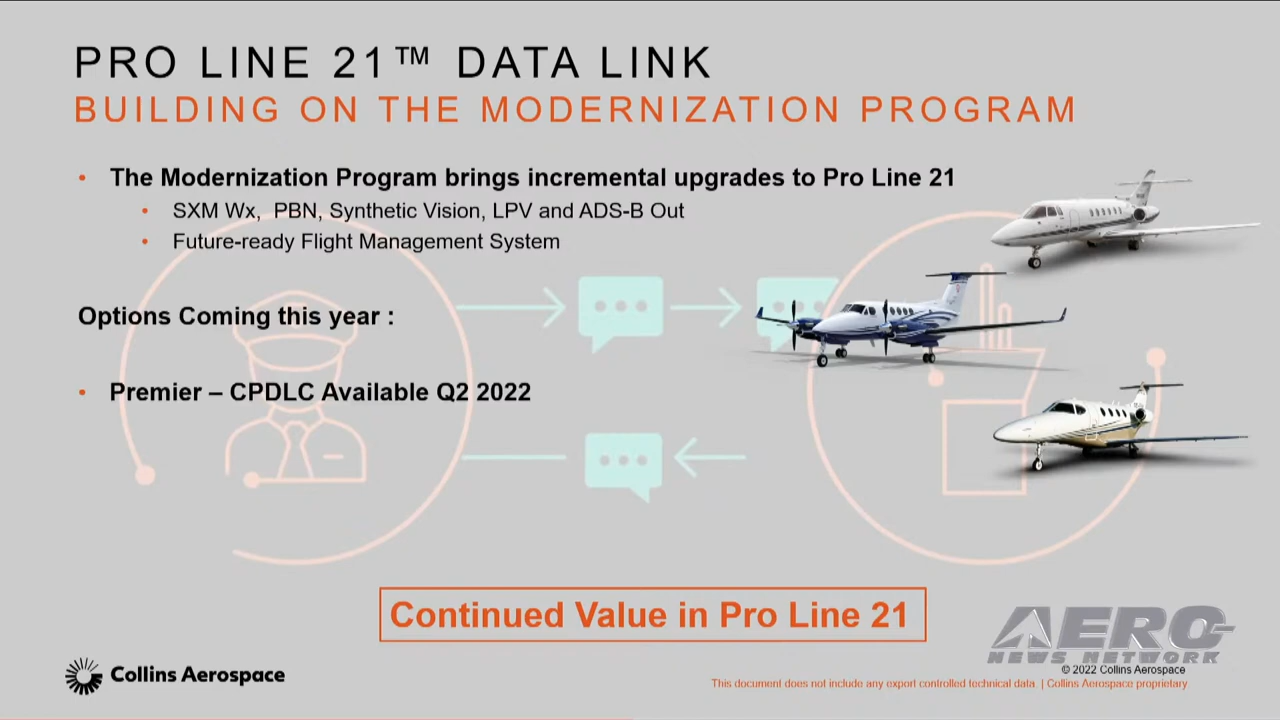 PRO LINE 21™ DATA LINK
BUILDING ON THE MODERNIZATION PROGRAM
• The Modernization Program brings incremental upgrades to Pro Line 21
• SXM Wx, PBN, Synthetic Vision, LPV and ADS-B Out
• Future-ready Flight Management System
Options Coming this year :
• Premier – CPDLC Available Q2 2022
Continued Value in Pro Line 21
AERO
NEWS NETWORK
Collins Aerospace
© 2022 Collins Aerospace
This document does not include any export controlled technical data. | Collins Aerospace proprietary